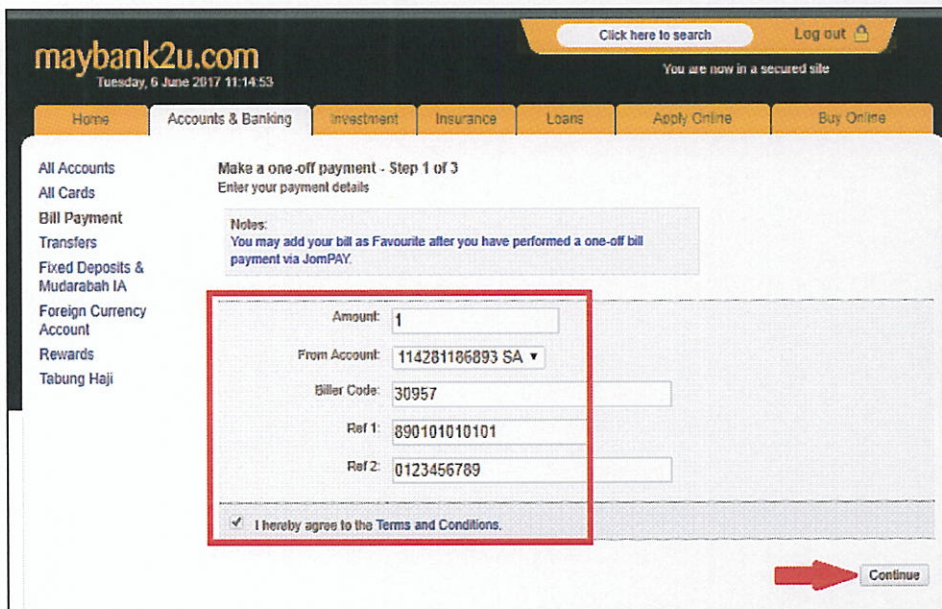 Click here to search
Log out
maybank2u.com
Tuesday, 6 June 2017 11:14:53
You are now in a secured site
Home
Accounts & Banking
Investment
Insurance
Loans
Apply Online
Buy Online
All Accounts
All Cards
Bill Payment
Transfers
Fixed Deposits &
Mudarabah IA
Foreign Currency
Account
Rewards
Tabung Haji
Make a one-off payment - Step 1 of 3
Enter your payment details
Notes:
You may add your bill as Favourite after you have performed a one-off bill
payment via JomPAY.
Amount: 1
From Account: 114281186893 SA
Biller Code: 30957
Ref 1: 890101010101
Ref 2: 0123456789
I hereby agree to the Terms and Conditions.
Continue